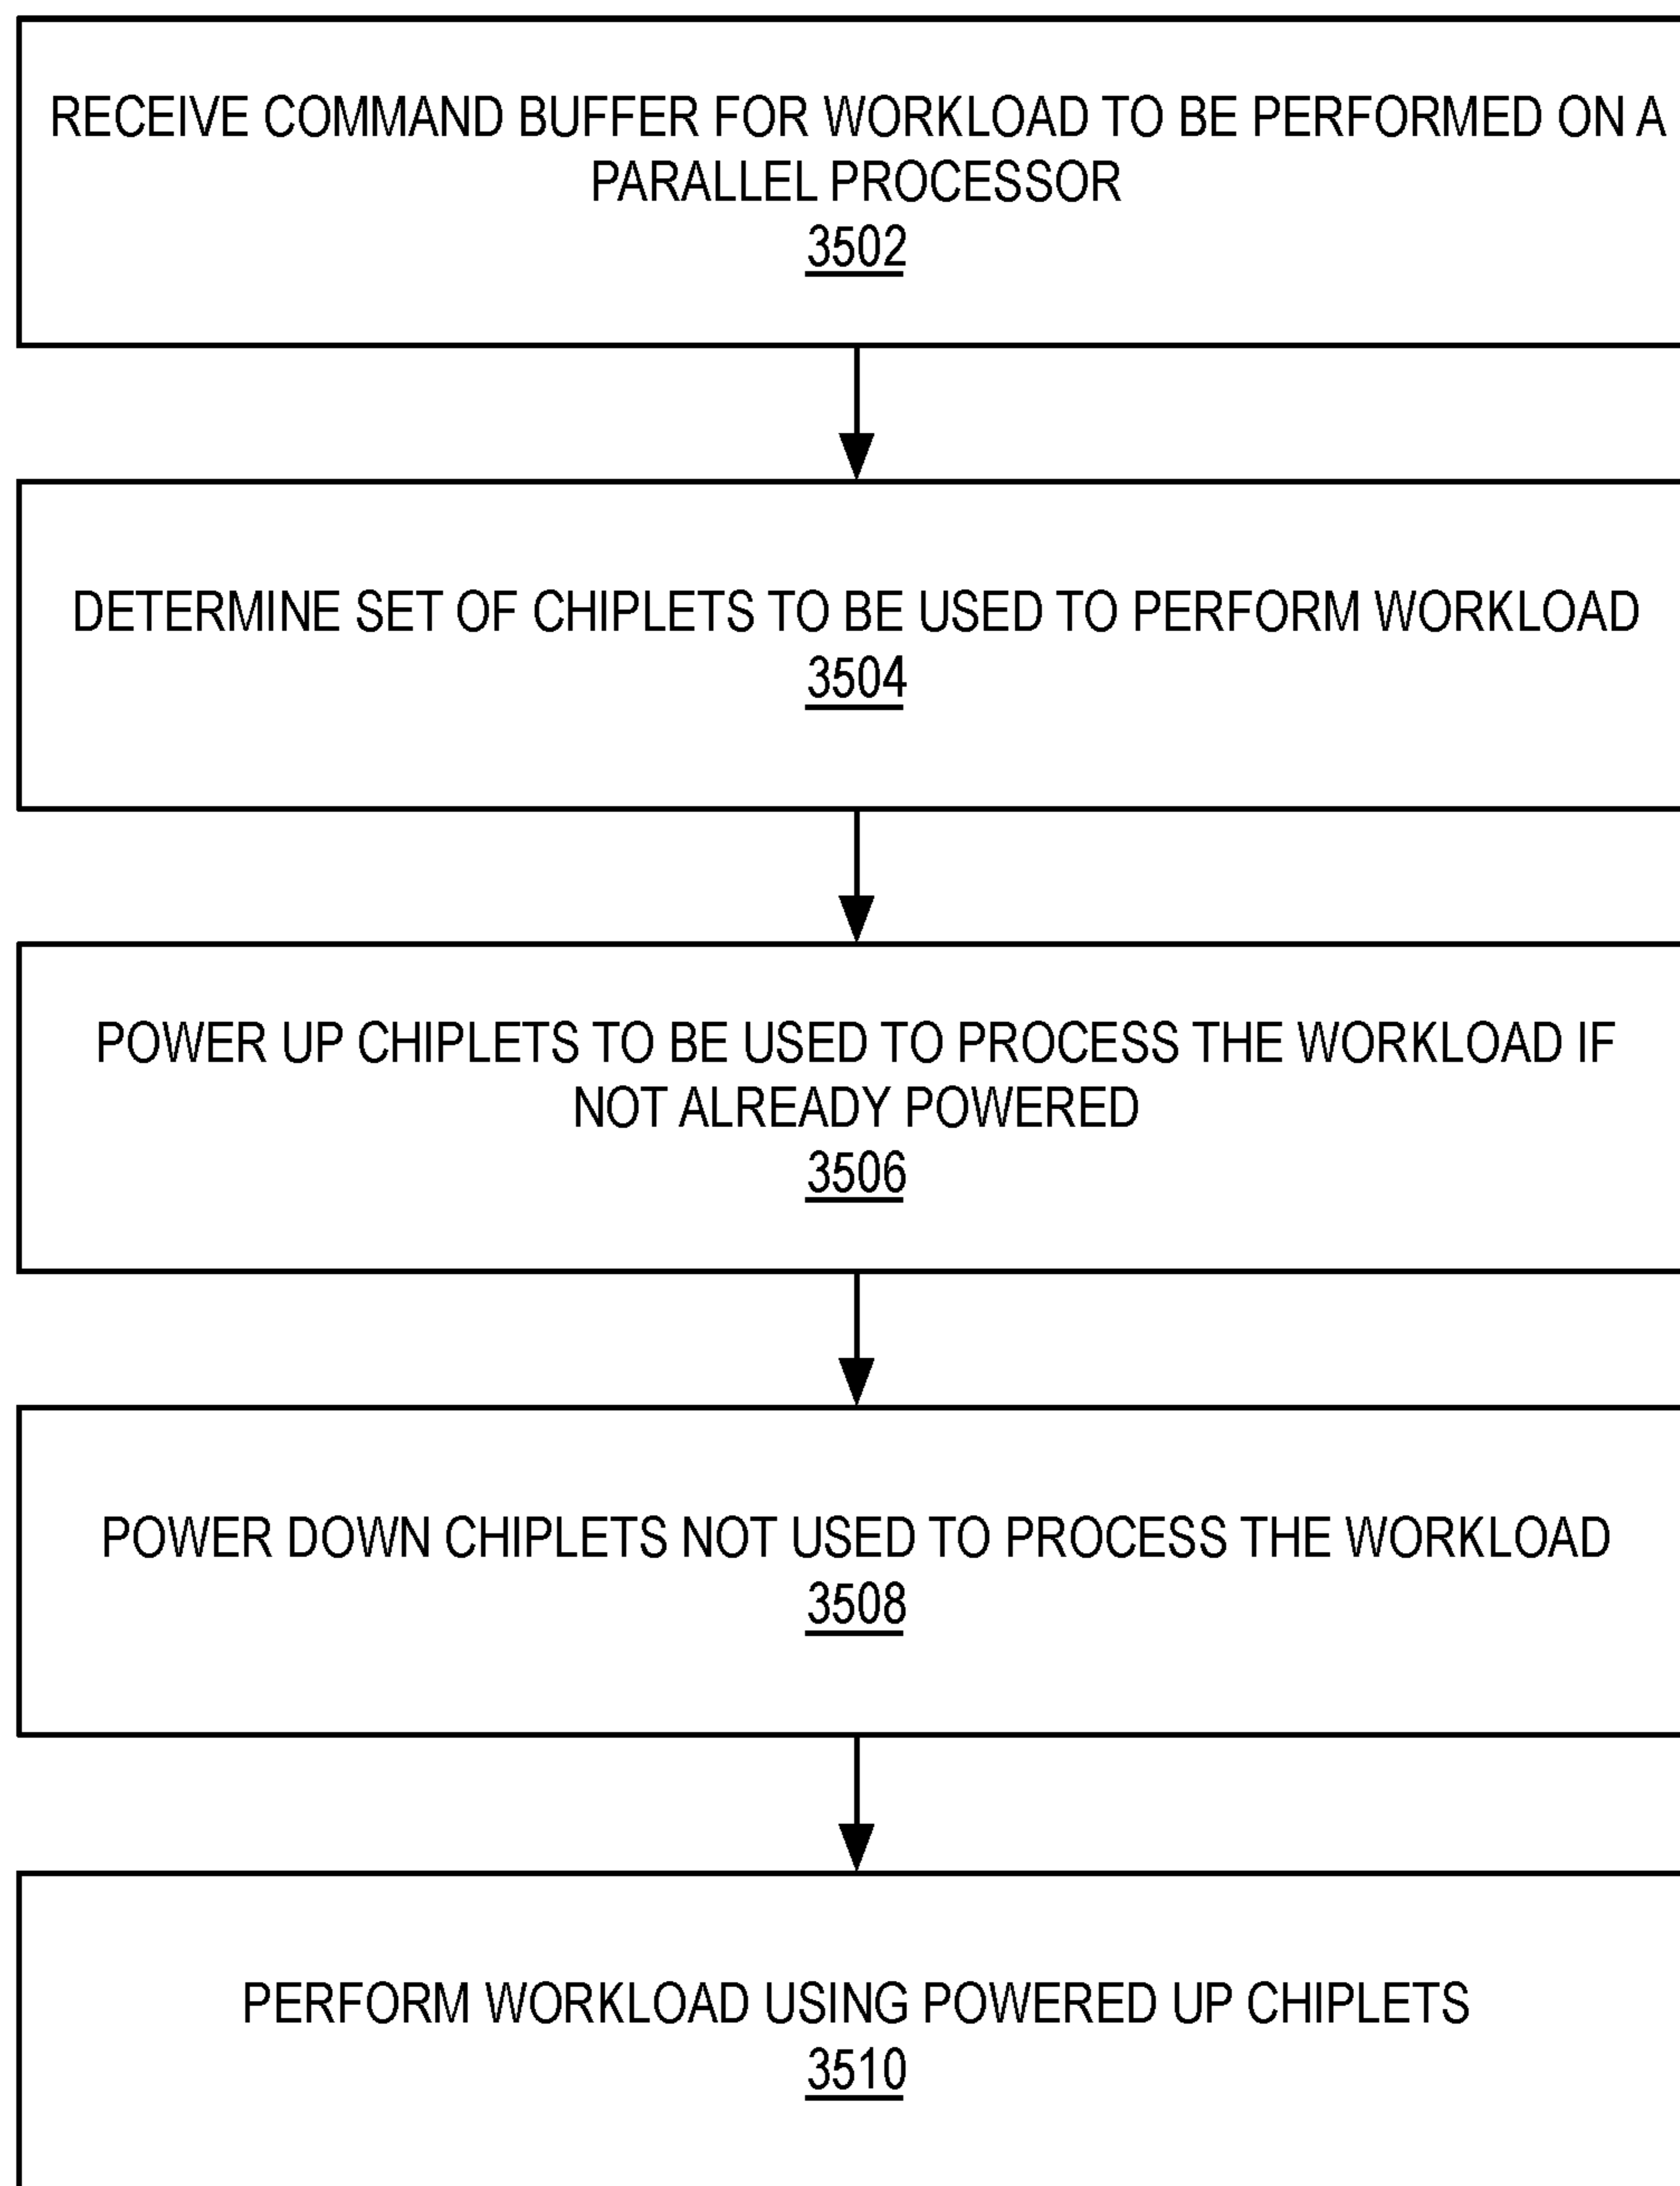 RECEIVE COMMAND BUFFER FOR WORKLOAD TO BE PERFORMED ON A
PARALLEL PROCESSOR
3502
DETERMINE SET OF CHIPLETS TO BE USED TO PERFORM WORKLOAD
3504
POWER UP CHIPLETS TO BE USED TO PROCESS THE WORKLOAD IF
NOT ALREADY POWERED
3506
POWER DOWN CHIPLETS NOT USED TO PROCESS THE WORKLOAD
3508
PERFORM WORKLOAD USING POWERED UP CHIPLETS
3510